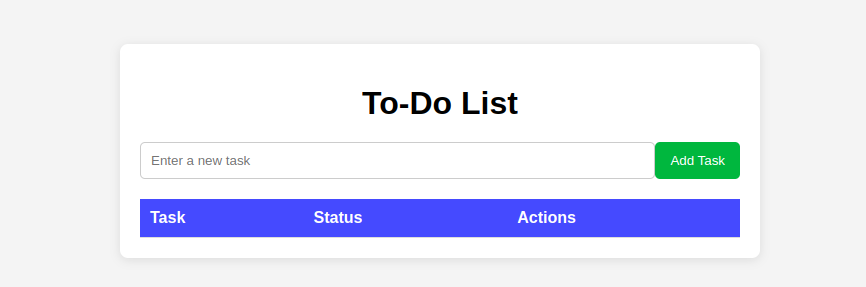 To-Do List
Enter a new task
Add Task
Task Status Actions